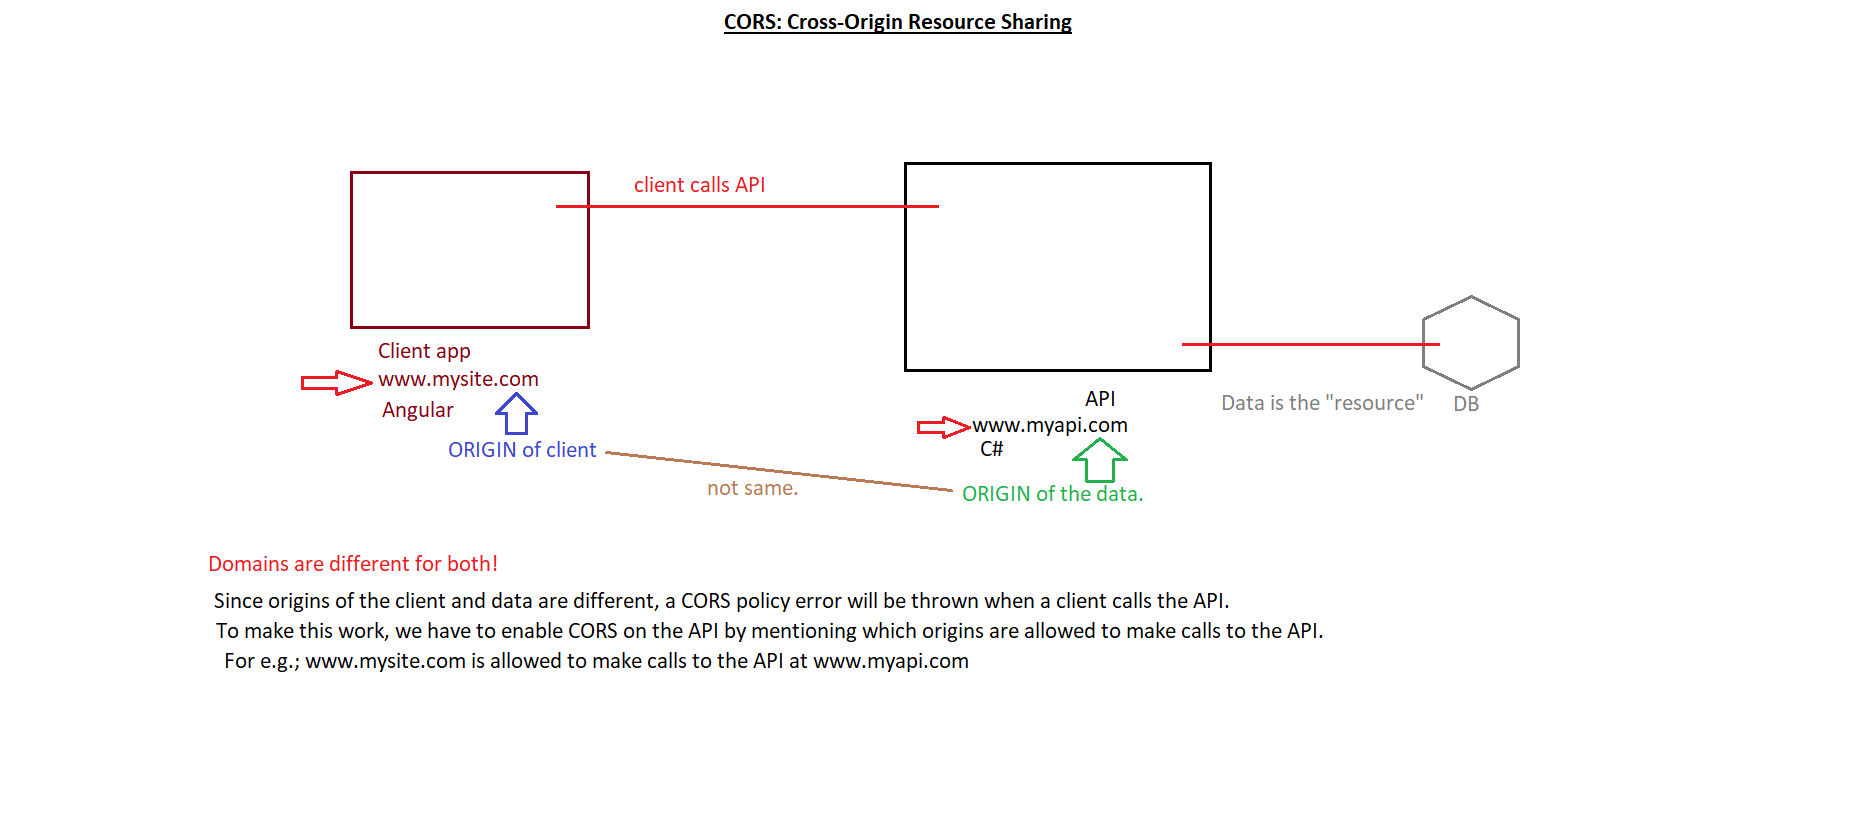 CORS: Cross-Origin Resource Sharing
client calls API
Client app
www.mysite.com
Angular
ORIGIN of client
not same.
API
www.myapi.com
C#
ORIGIN of the data.
Data is the "resource"
DB
Domains are different for both!
Since origins of the client and data are different, a CORS policy error will be thrown when a client calls the API.
To make this work, we have to enable CORS on the API by mentioning which origins are allowed to make calls to the API.
For e.g.; www.mysite.com is allowed to make calls to the API at www.myapi.com